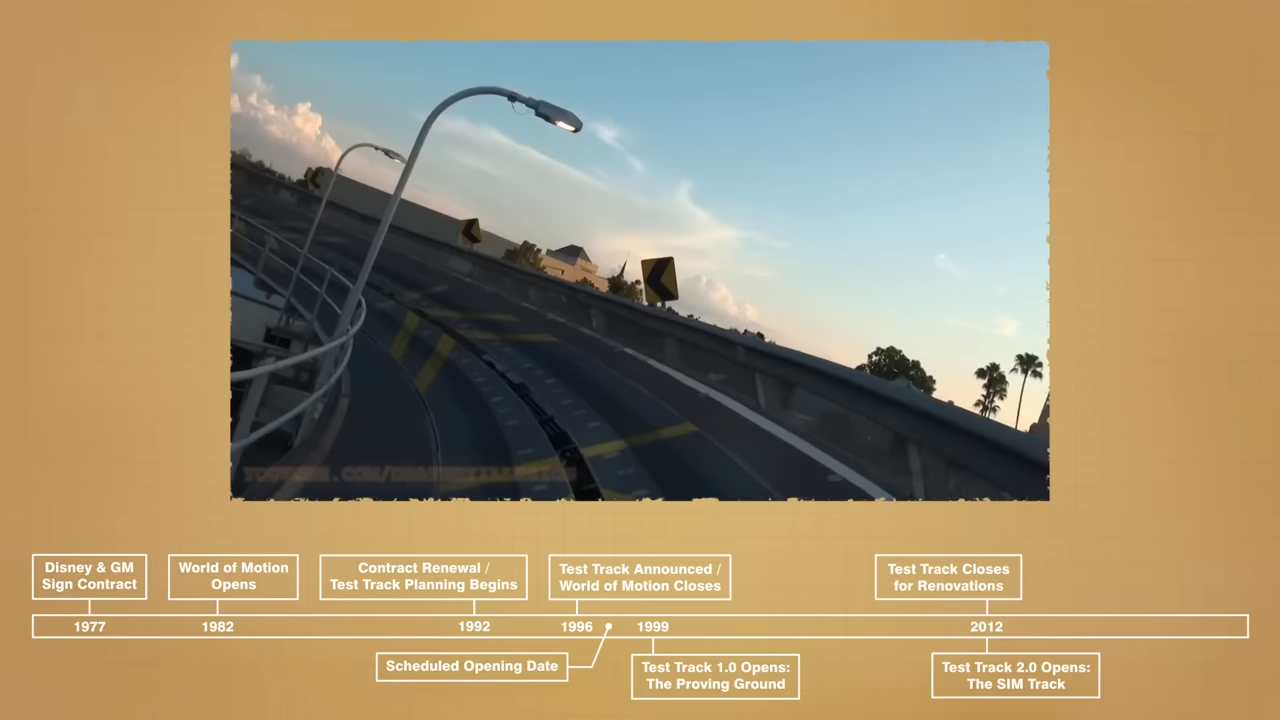 Disney & GM
Sign Contract
World of Motion
Opens
Contract Renewal /
Test Track Planning Begins
Test Track Announced /
World of Motion Closes
Test Track Closes
for Renovations
1977
1982
1992
1996
1999
2012
Scheduled Opening Date
Test Track 1.0 Opens:
The Proving Ground
Test Track 2.0 Opens:
The SIM Track